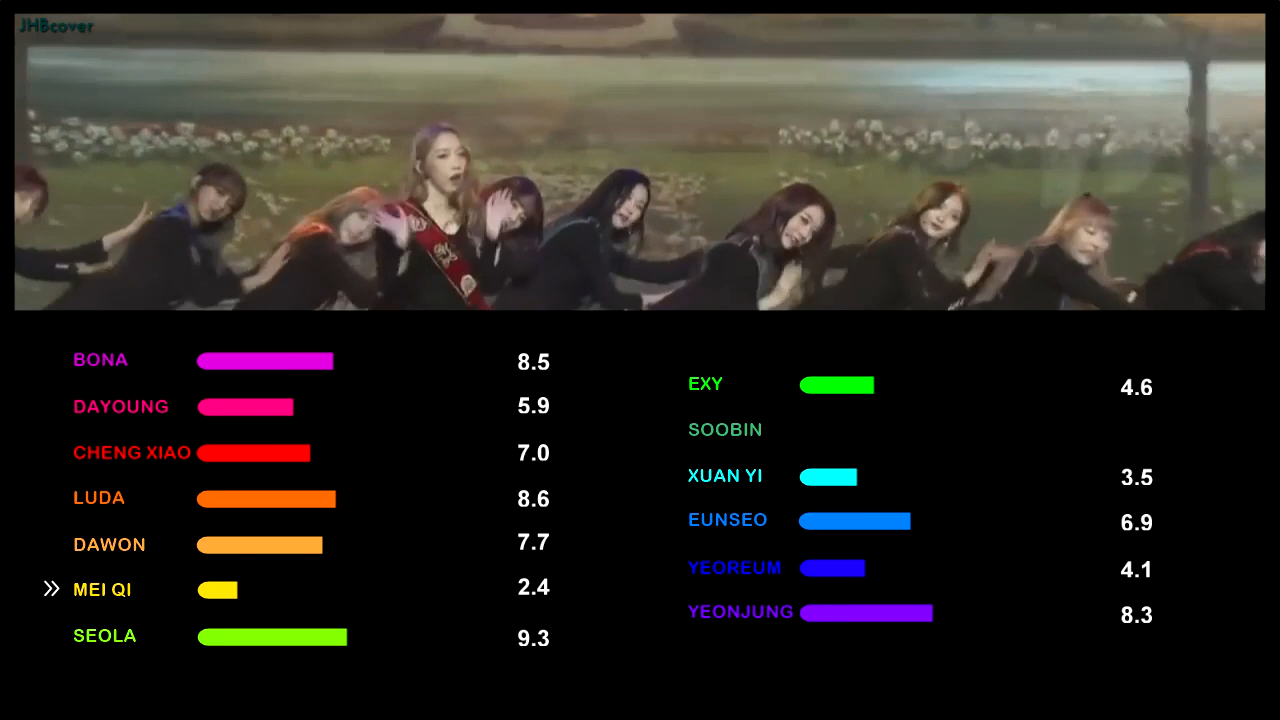 JHBcover
BONA 8.5
DAYOUNG 5.9
CHENG XIAO 7.0
LUDA 8.6
DAWON 7.7
MEI QI 2.4
SEOLA 9.3
EXY 4.6
SOOBIN
XUAN YI 3.5
EUNSEO 6.9
YEOREUM 4.1
YEONJUNG 8.3